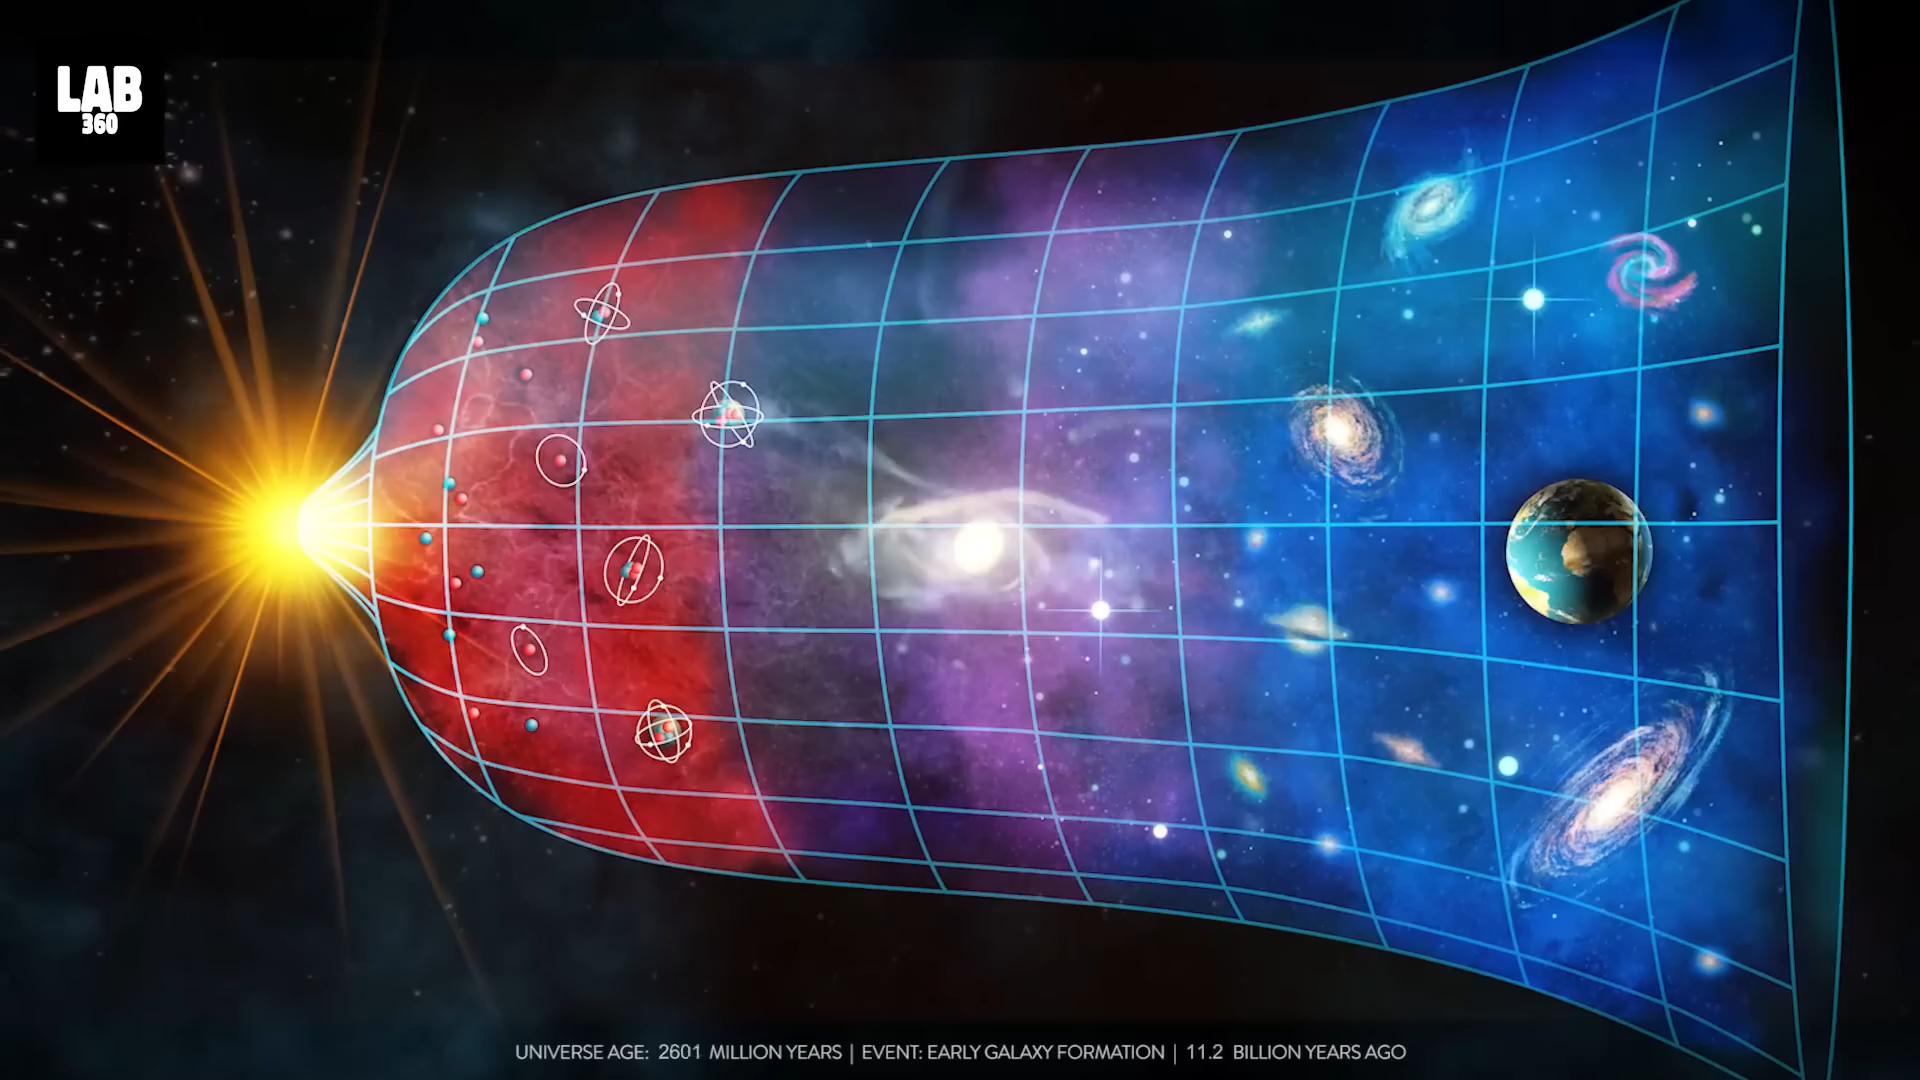 LAB
360
UNIVERSE AGE: 2601 MILLION YEARS | EVENT: EARLY GALAXY FORMATION | 11.2 BILLION YEARS AGO